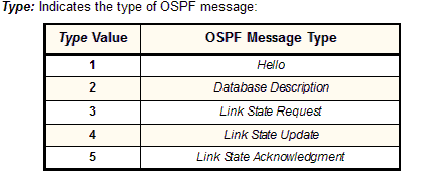 Type: Indicates the type of OSPF message:
Type Value OSPF Message Type
1 Hello
2 Database Description
3 Link State Request
4 Link State Update
5 Link State Acknowledgment